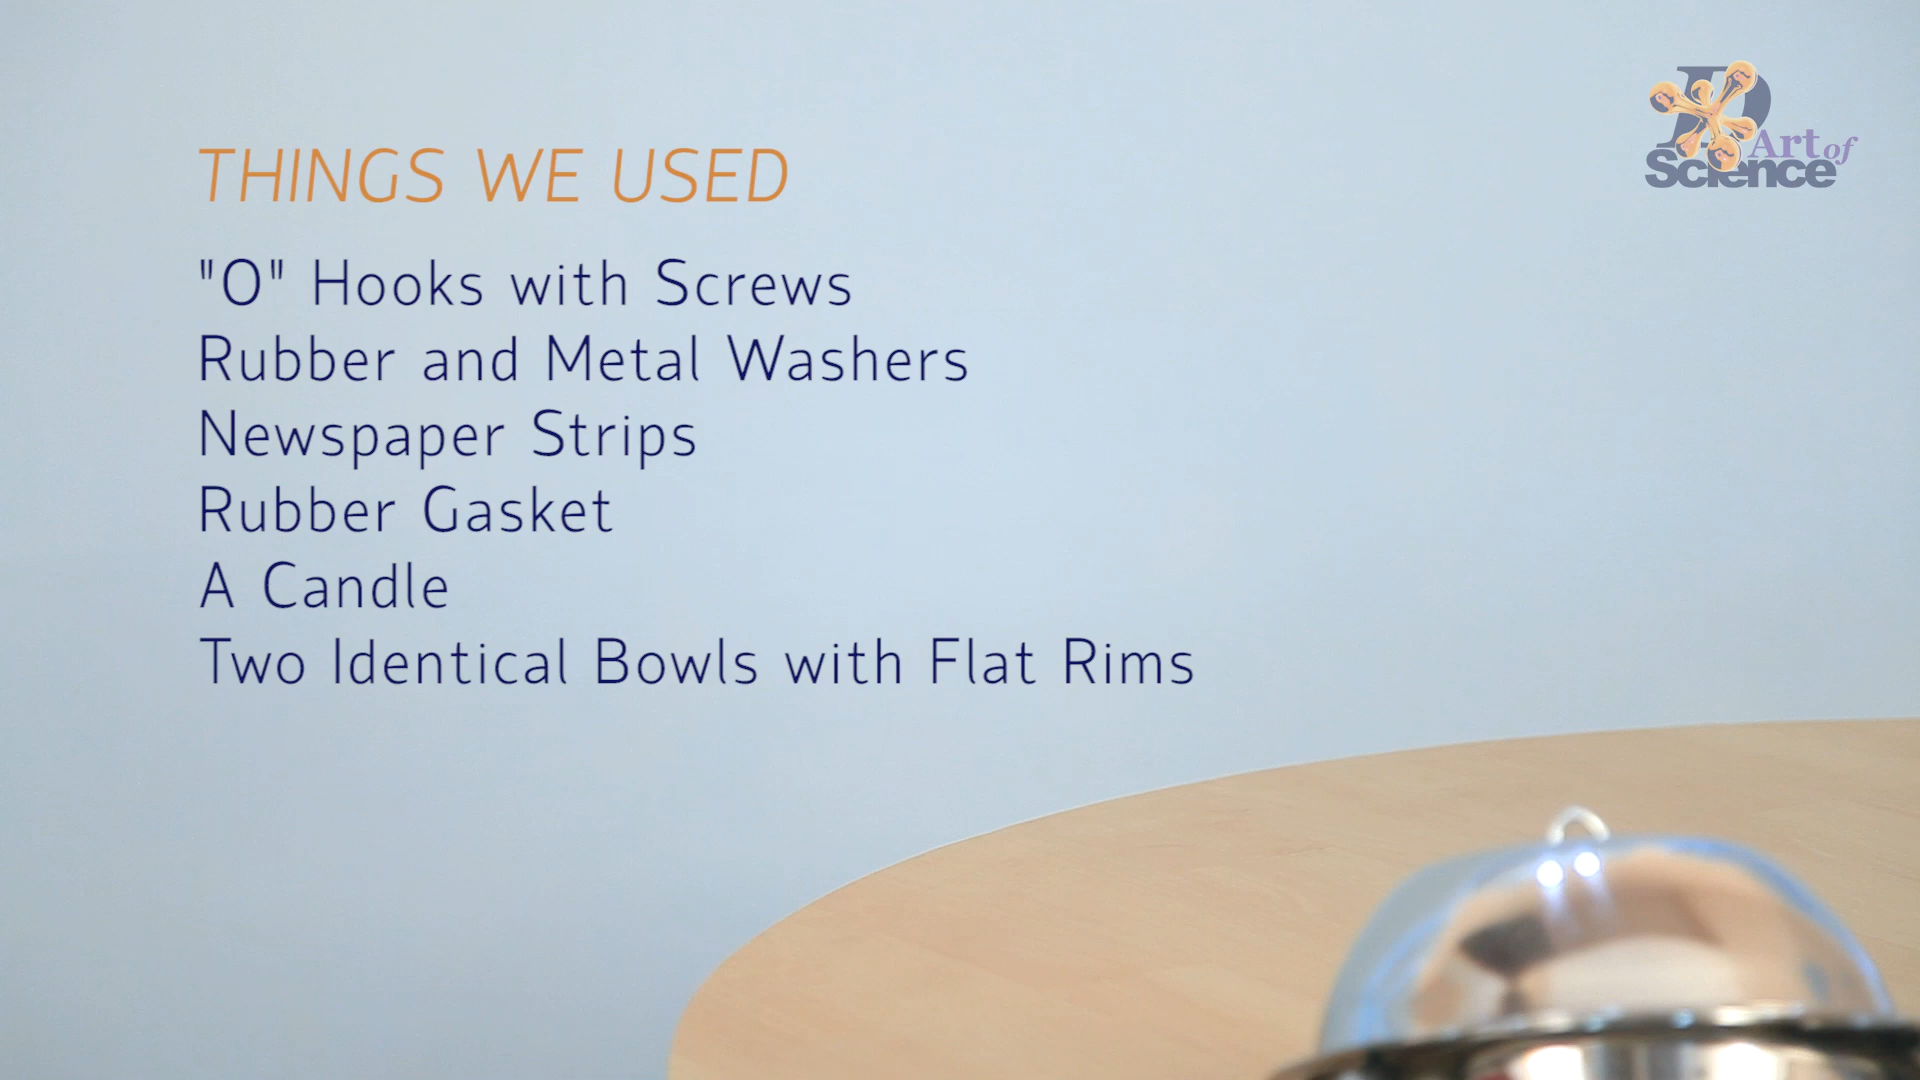 THINGS WE USED
"O" Hooks with Screws
Rubber and Metal Washers
Newspaper Strips
Rubber Gasket
A Candle
Two Identical Bowls with Flat Rims
D
Art of
Science